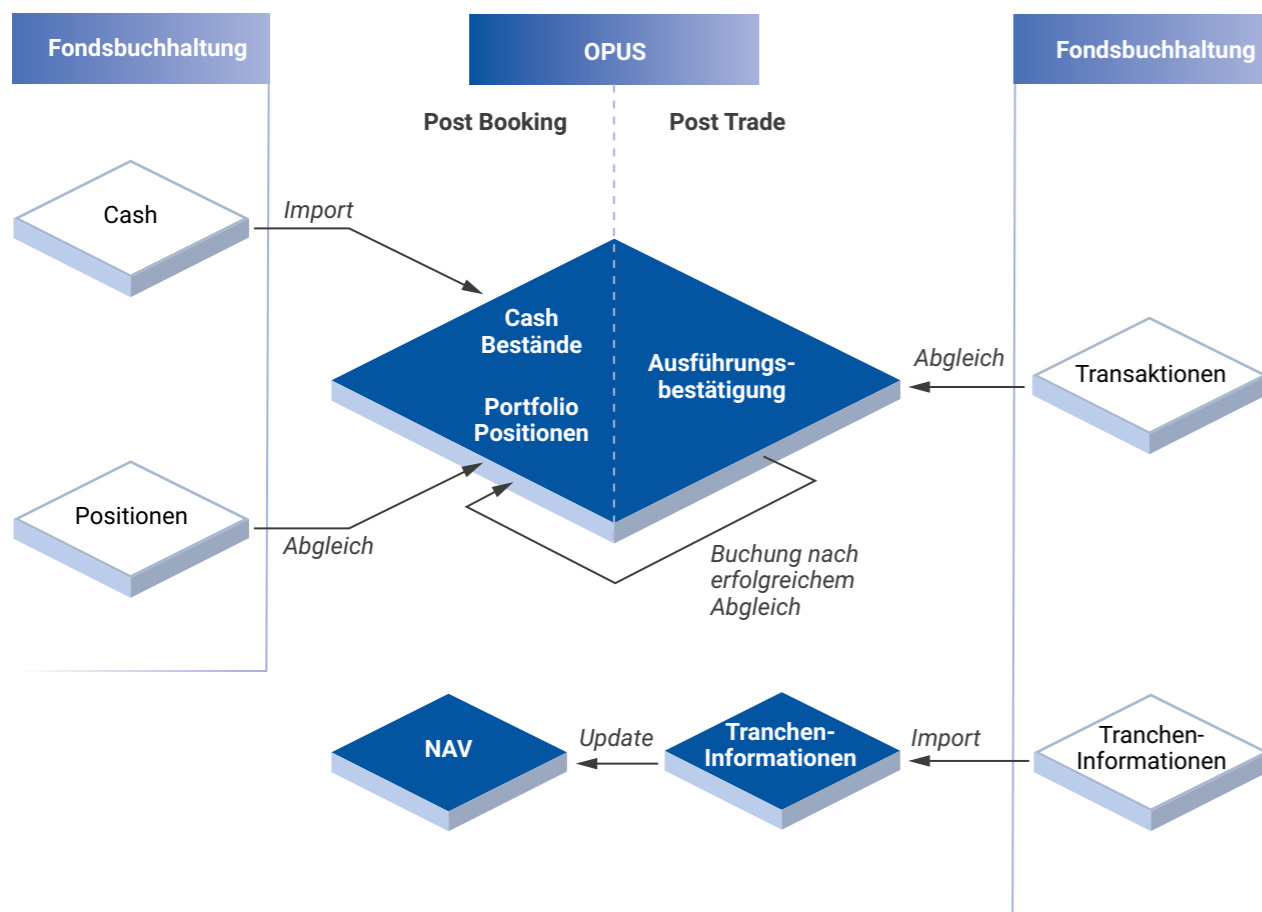 Fondsbuchhaltung
OPUS
Fondsbuchhaltung
Post Booking
Post Trade
Cash
Import
Cash
Bestände
Portfolio
Positionen
Ausführungs-
bestätigung
Abgleich
Transaktionen
Positionen
Abgleich
Buchung nach
erfolgreichem
Abgleich
NAV
Update
Tranchen-
Informationen
Import
Tranchen-
Informationen